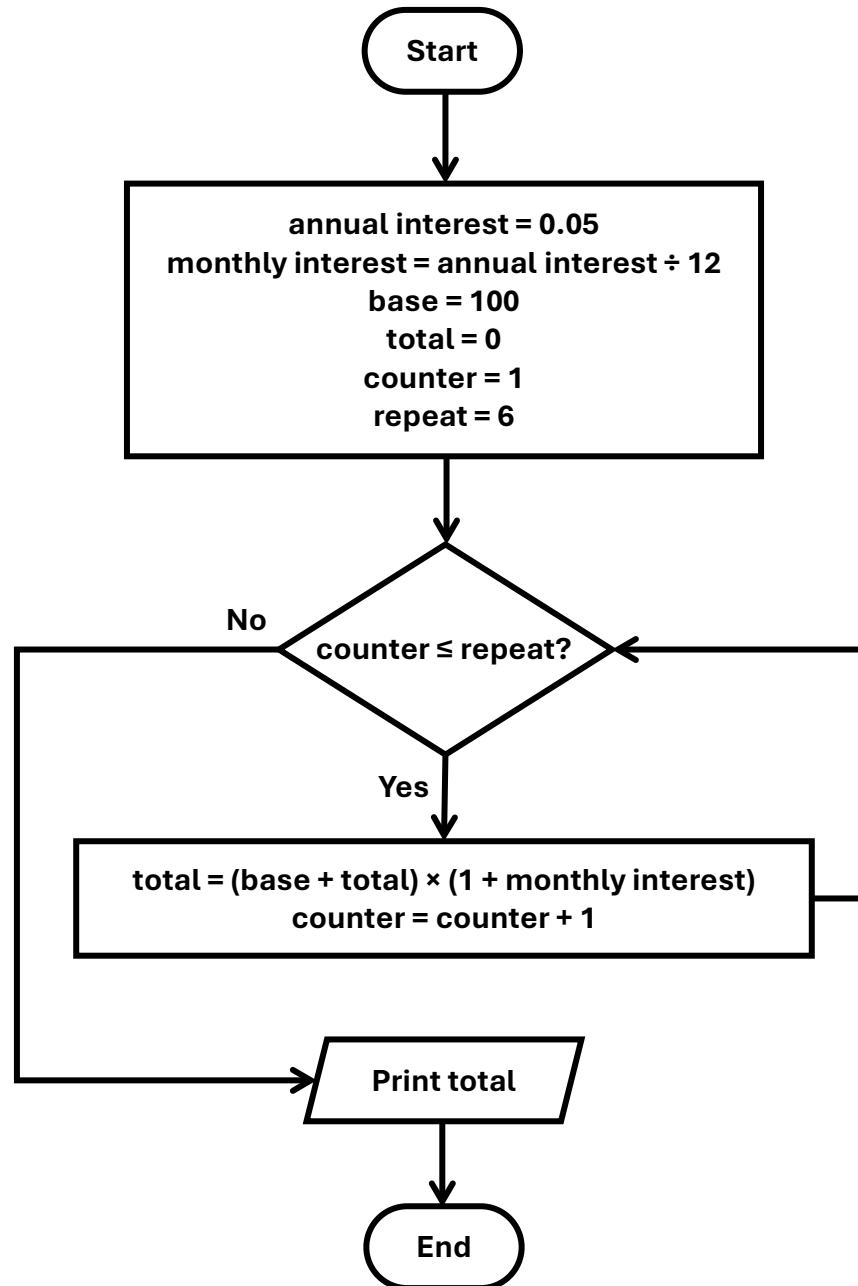 Start
annual interest = 0.05
monthly interest = annual interest ÷ 12
base = 100
total = 0
counter = 1
repeat = 6
No
counter ≤ repeat?
Yes
total = (base + total) × (1 + monthly interest)
counter = counter + 1
Print total
End